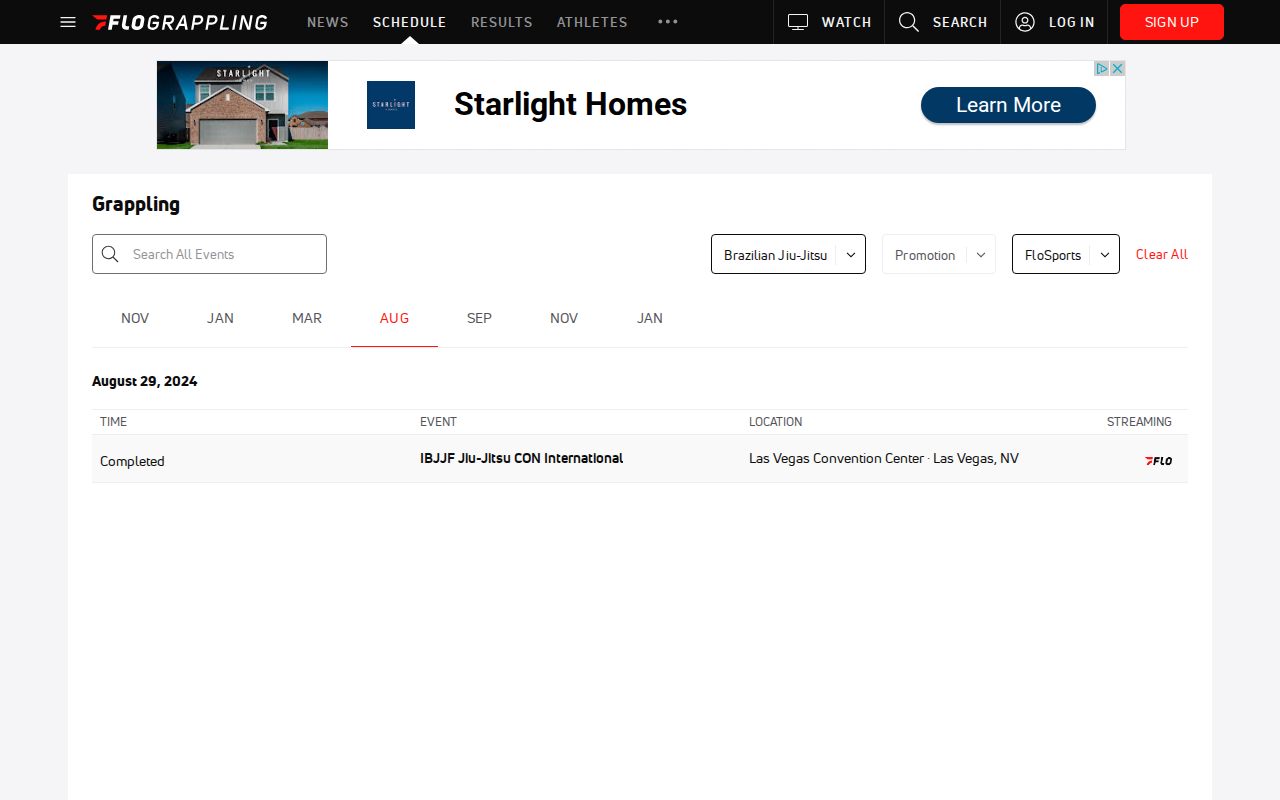 FLOGRAPPLING NEWS SCHEDULE RESULTS ATHLETES WATCH SEARCH LOG IN SIGN UP
STARLIGHT
STARLIGHT
HOMES
Starlight Homes
Learn More
Grappling
Search All Events
Brazilian Jiu-Jitsu
Promotion
FloSports
Clear All
NOV JAN MAR AUG SEP NOV JAN
August 29, 2024
TIME EVENT LOCATION STREAMING
Completed IBJJF Jiu-Jitsu CON International Las Vegas Convention Center · Las Vegas, NV FLO